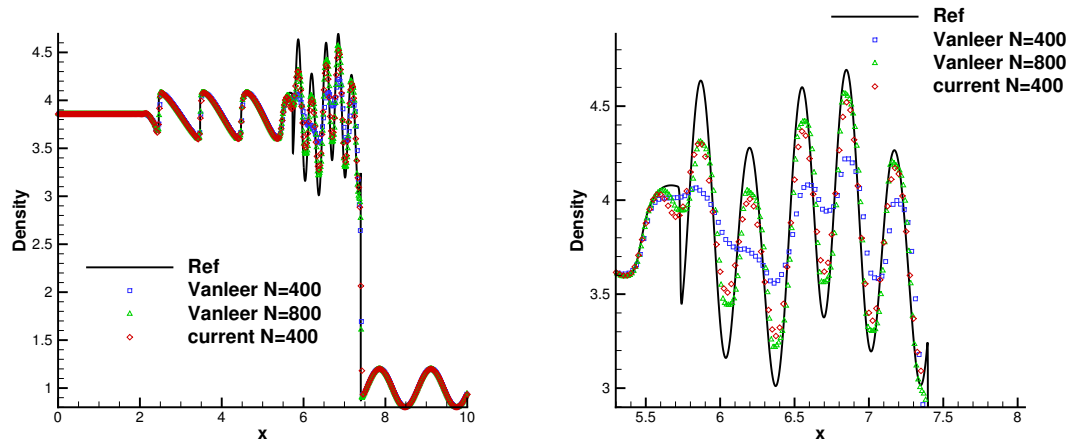 4.5
4
3.5
3
2.5
2
1.5
1
Density
0
2
4
6
8
10
x
Ref
Vanleer N=400
Vanleer N=800
current N=400
Ref
Vanleer N=400
Vanleer N=800
current N=400
4.5
4
3.5
3
Density
5.5
6
6.5
7
7.5
8
x